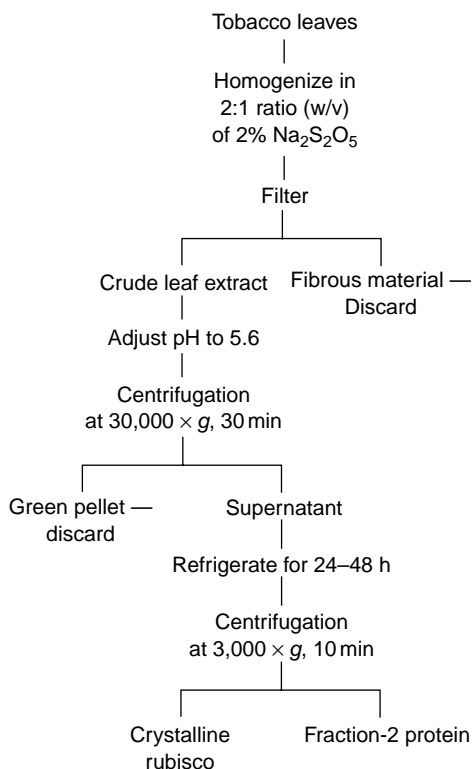 Tobacco leaves
Homogenize in
2:1 ratio (w/v)
of 2% Na₂S₂O₅
Filter
Crude leaf extract
Fibrous material —
Discard
Adjust pH to 5.6
Centrifugation
at 30,000 × g, 30 min
Green pellet —
discard
Supernatant
Refrigerate for 24–48 h
Centrifugation
at 3,000 × g, 10 min
Crystalline
rubisco
Fraction-2 protein